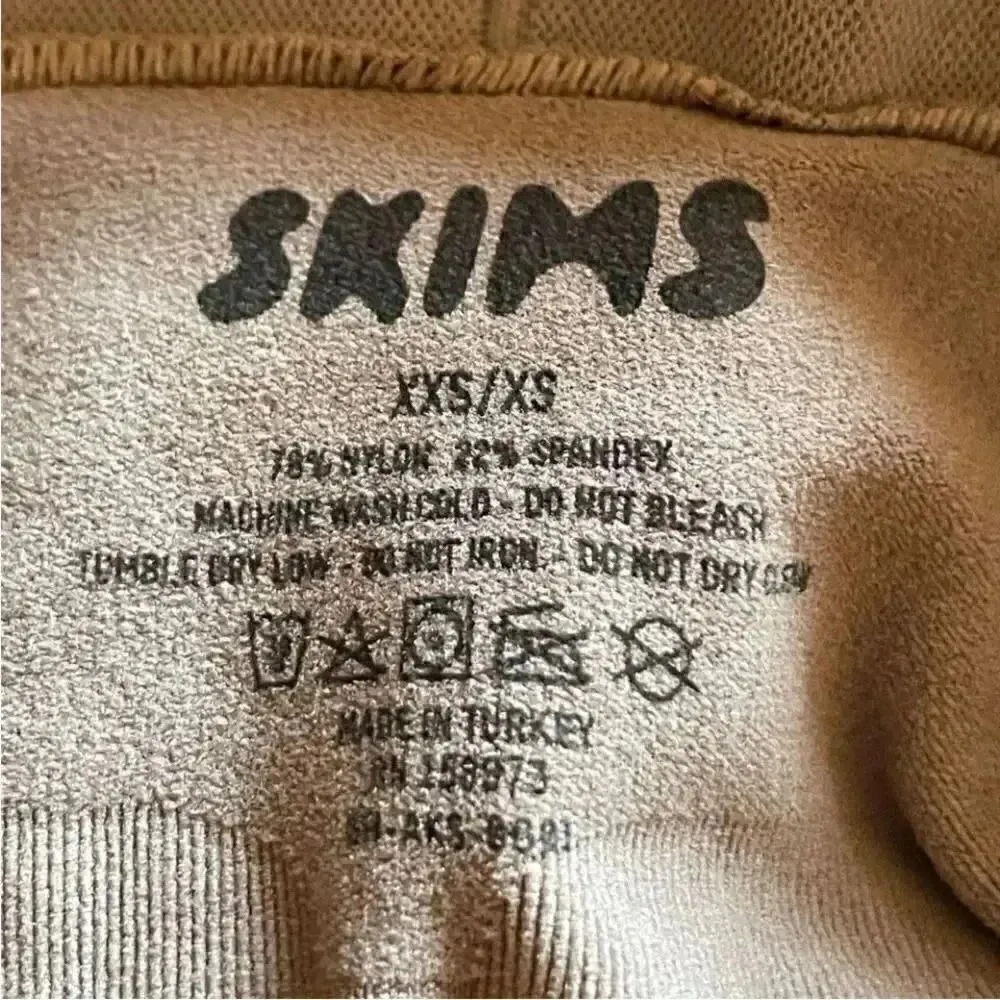 SKIMS
XXS/XS
78% NYLON 22% SPANDEX
MACHINE WASH COLD - DO NOT BLEACH
TUMBLE DRY LOW - DO NOT IRON - DO NOT DRY
MADE IN TURKEY
RN